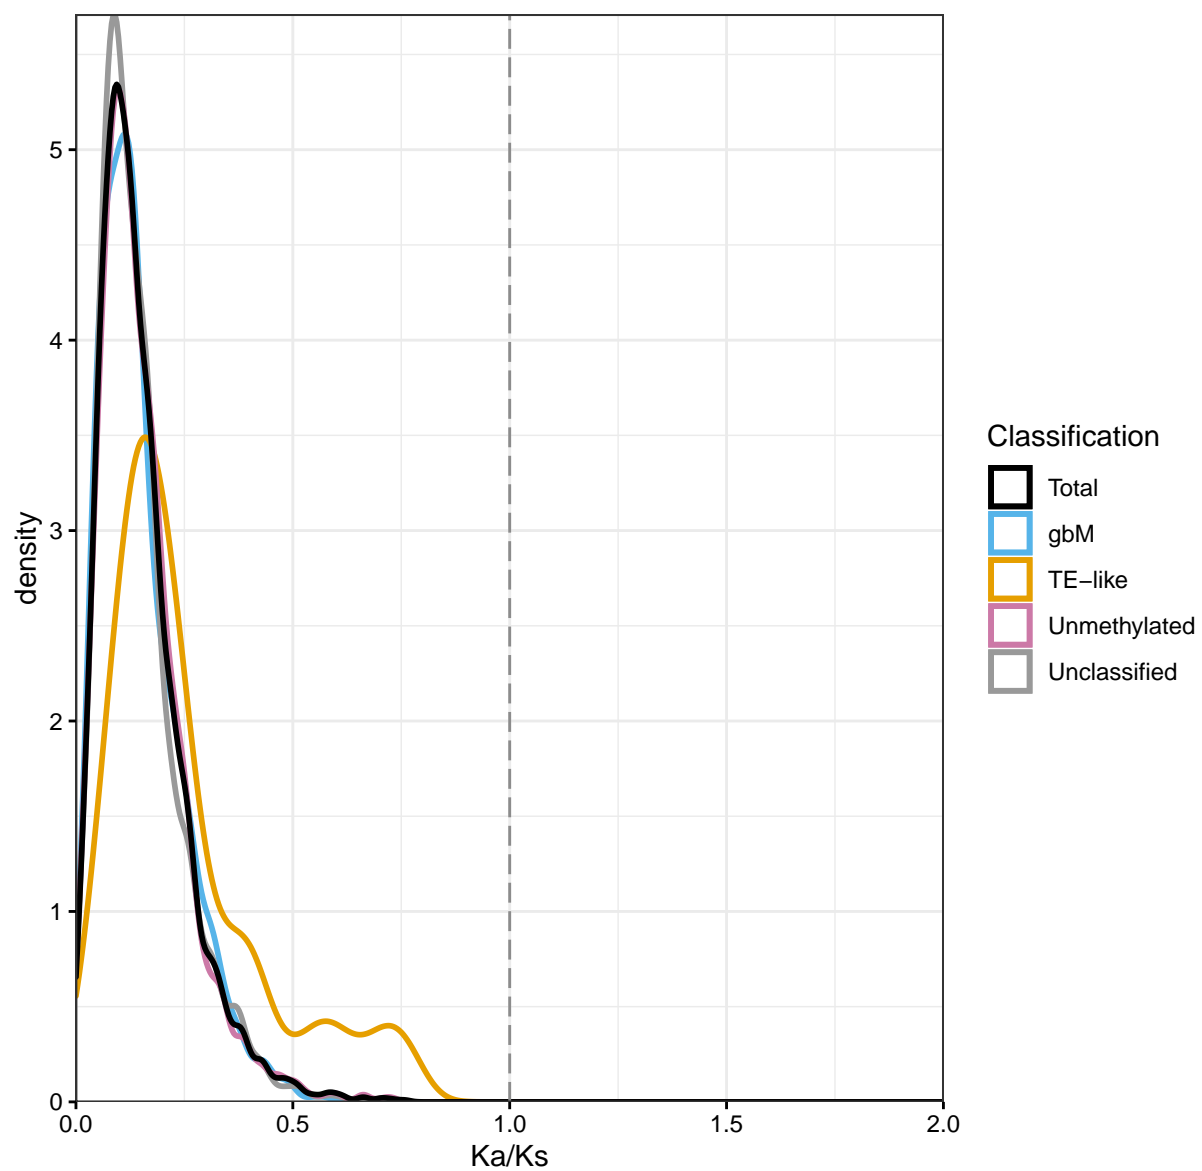 density
5
4
3
2
1
0
0.0
0.5
1.0
1.5
2.0
Ka/Ks
Classification
Total
gbM
TE−like
Unmethylated
Unclassified